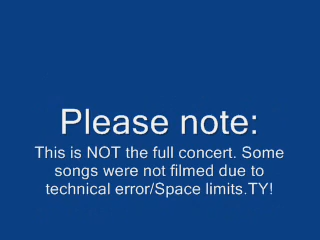 Please note:
This is NOT the full concert. Some
songs were not filmed due to
technical error/Space limits.TY!